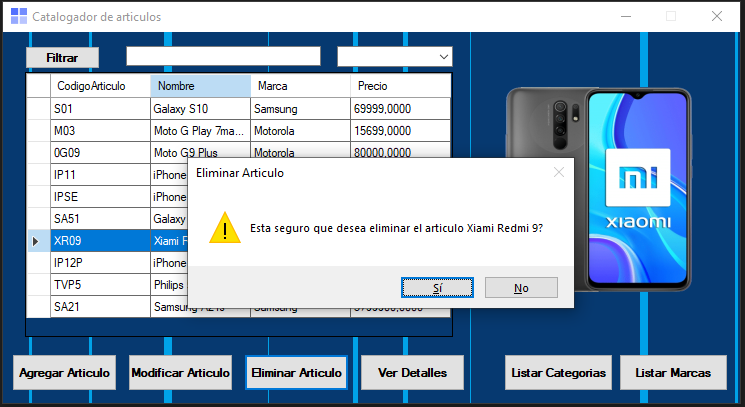 Catalogador de articulos
Filtrar
CodigoArticulo Nombre Marca Precio
S01 Galaxy S10 Samsung 69999,0000
M03 Moto G Play 7ma... Motorola 15699,0000
0G09 Moto G9 Plus Motorola 80000,0000
IP11 iPhone
IPSE iPhone
SA51 Galaxy
XR09 Xiami
IP12P iPhone
TVP5 Philips
SA21 Samsung
Eliminar Articulo
Esta seguro que desea eliminar el articulo Xiami Redmi 9?
Sí No
mi
XIAOMI
Agregar Articulo Modificar Articulo Eliminar Articulo Ver Detalles Listar Categorias Listar Marcas